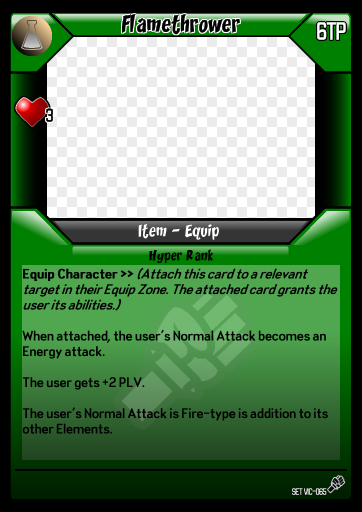 Flamethrower
6TP
3
Item - Equip
Hyper Rank
Equip Character >> (Attach this card to a relevant
target in their Equip Zone. The attached card grants the
user its abilities.)
When attached, the user's Normal Attack becomes an
Energy attack.
The user gets +2 PLV.
The user's Normal Attack is Fire-type is addition to its
other Elements.
SET VIC-065